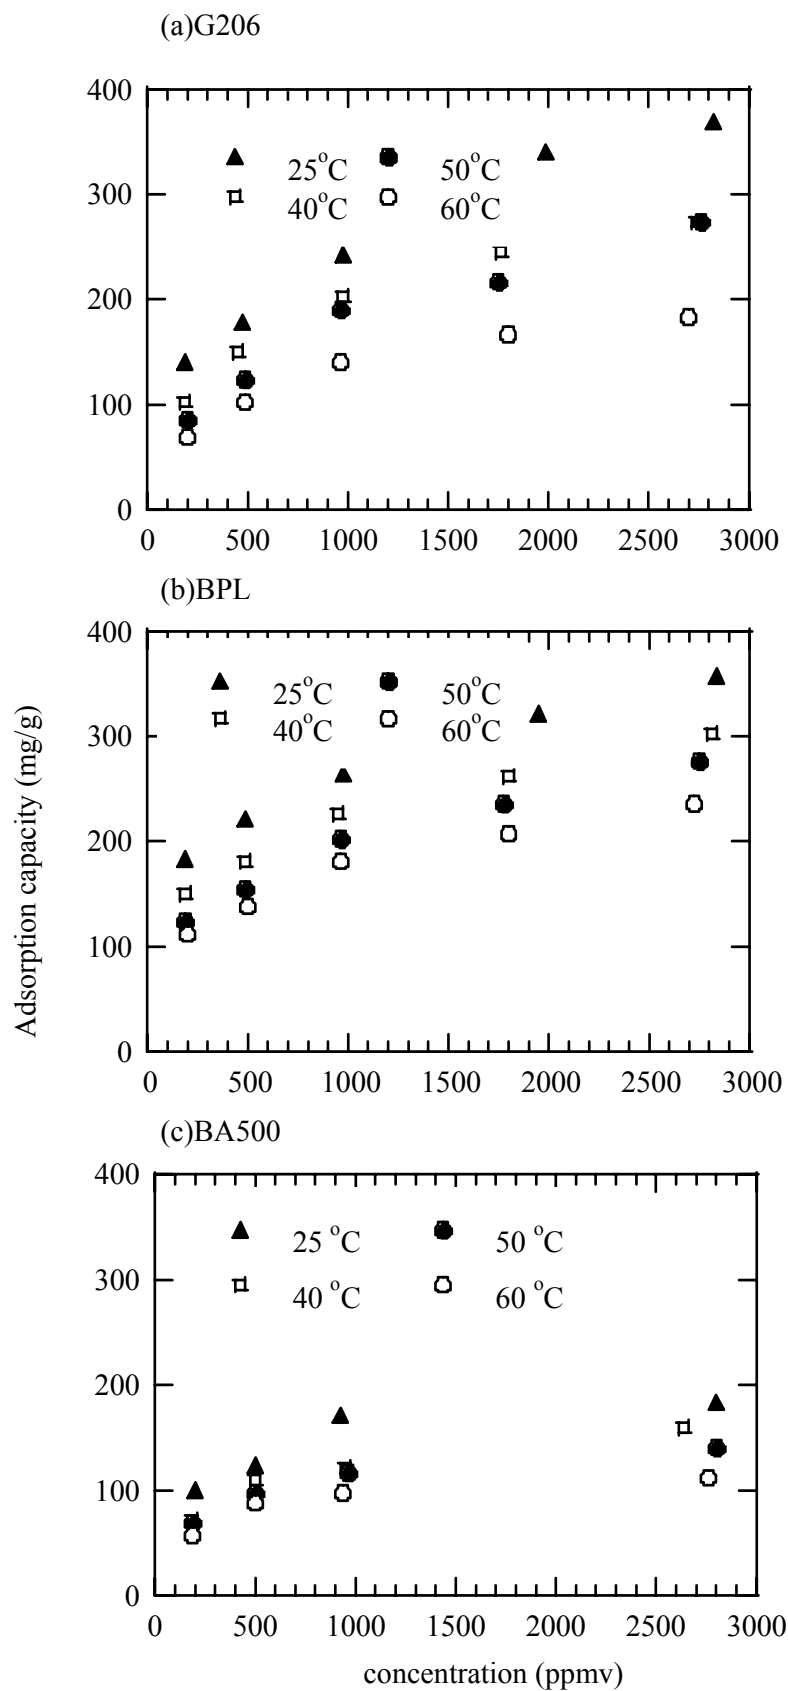 (a)G206
400
25°C 50°C
300
40°C 60°C
200
100
0
0 500 1000 1500 2000 2500 3000
(b)BPL
400
25°C 50°C
300
40°C 60°C
200
100
0
0 500 1000 1500 2000 2500 3000
Adsorption capacity (mg/g)
(c)BA500
400
25 °C 50 °C
300
40 °C 60 °C
200
100
0
0 500 1000 1500 2000 2500 3000
concentration (ppmv)